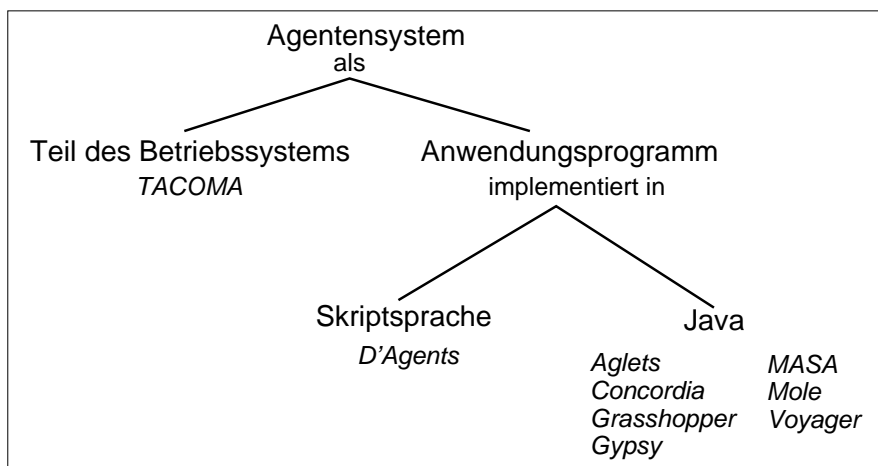 Agentensystem
als
Teil des Betriebssystems
TACOMA
Anwendungsprogramm
implementiert in
Skriptsprache
D’Agents
Java
Aglets
Concordia
Grasshopper
Gypsy
MASA
Mole
Voyager